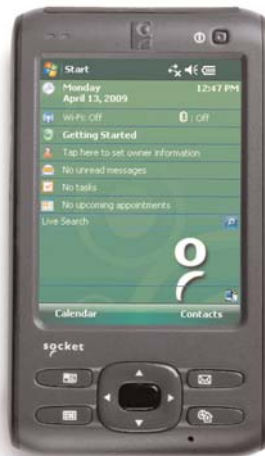 Start
Monday 12:47 PM
April 13, 2009
Wi-Fi: Off Off
Getting Started
Tap here to set owner information
No unread messages
No tasks
No upcoming appointments
Live Search
Calendar Contacts
socket